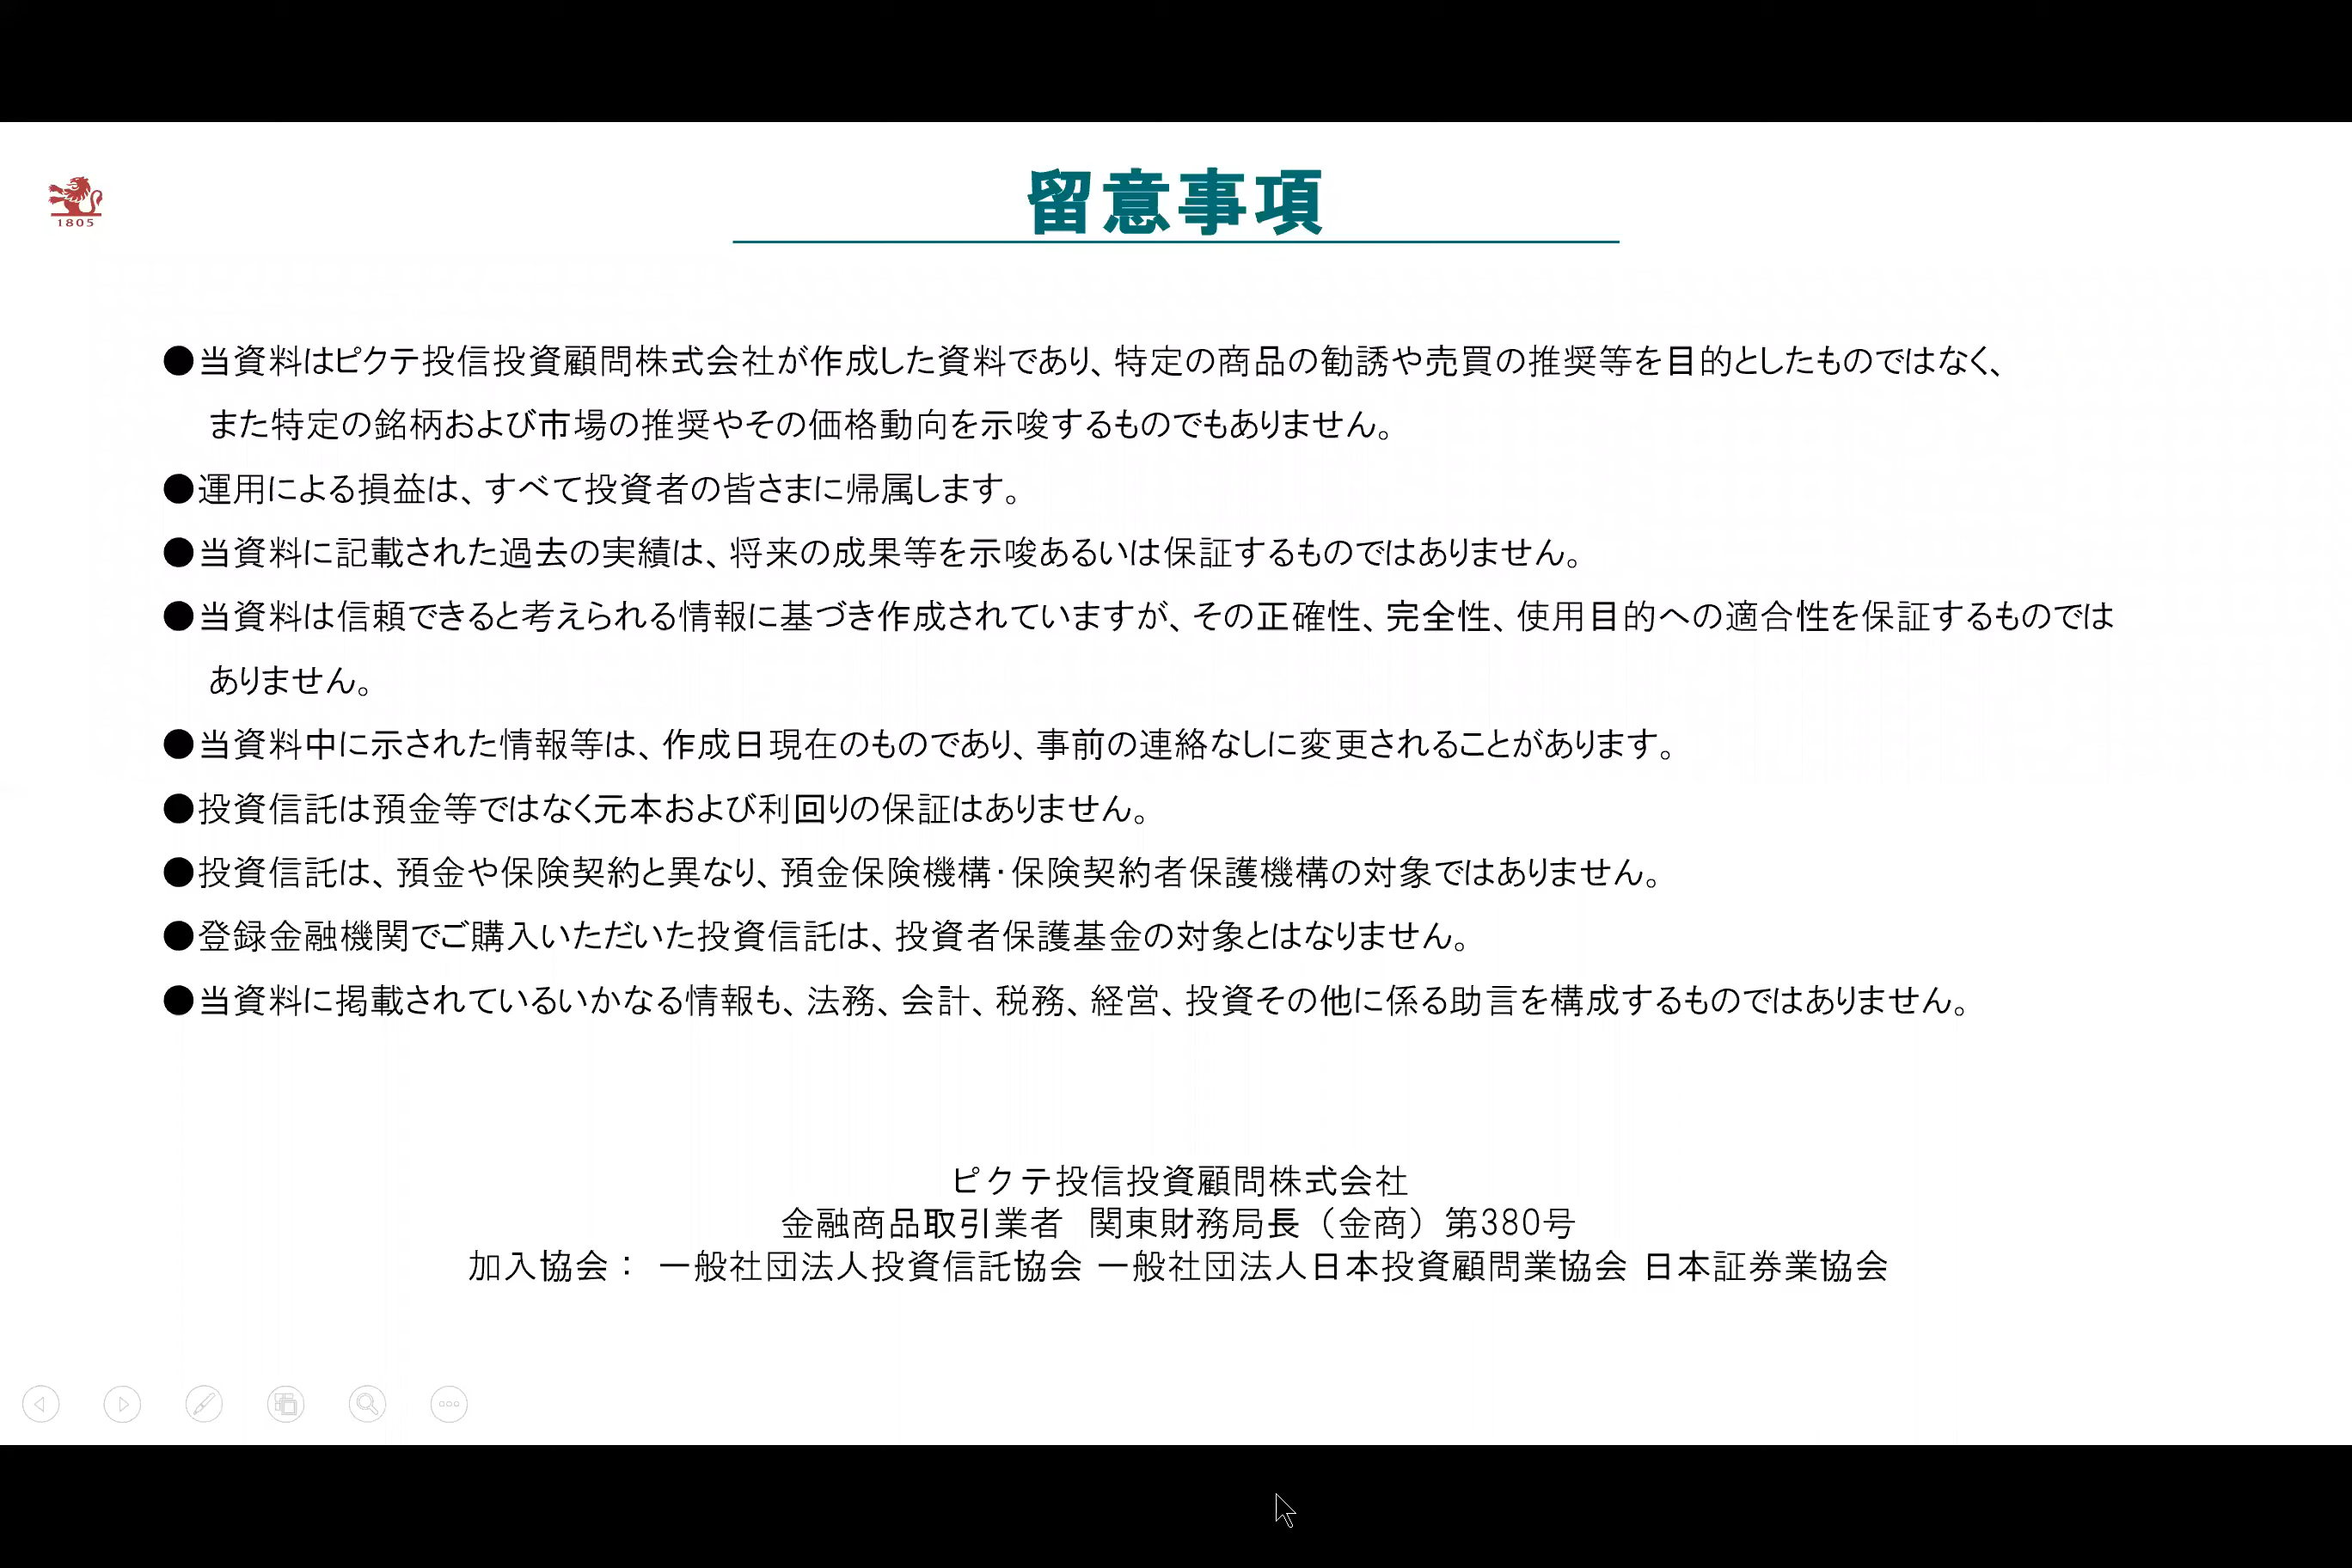 1805
留意事項
●当資料はピクテ投信投資顧問株式会社が作成した資料であり、特定の商品の勧誘や売買の推奨等を目的としたものではなく、
また特定の銘柄および市場の推奨やその価格動向を示唆するものでもありません。
●運用による損益は、すべて投資者の皆さまに帰属します。
●当資料に記載された過去の実績は、将来の成果等を示唆あるいは保証するものではありません。
●当資料は信頼できると考えられる情報に基づき作成されていますが、その正確性、完全性、使用目的への適合性を保証するものでは
ありません。
●当資料中に示された情報等は、作成日現在のものであり、事前の連絡なしに変更されることがあります。
●投資信託は預金等ではなく元本および利回りの保証はありません。
●投資信託は、預金や保険契約と異なり、預金保険機構・保険契約者保護機構の対象ではありません。
●登録金融機関でご購入いただいた投資信託は、投資者保護基金の対象とはなりません。
●当資料に掲載されているいかなる情報も、法務、会計、税務、経営、投資その他に係る助言を構成するものではありません。
ピクテ投信投資顧問株式会社
金融商品取引業者　関東財務局長（金商）第380号
加入協会： 一般社団法人投資信託協会 一般社団法人日本投資顧問業協会 日本証券業協会